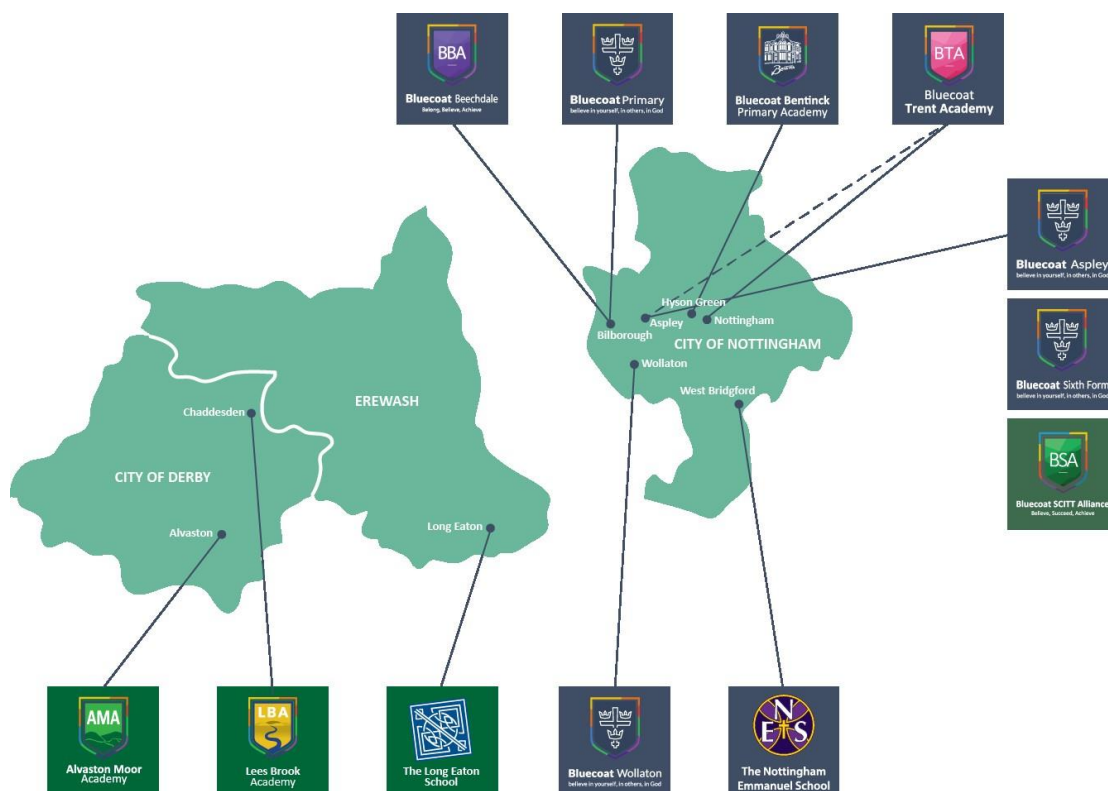 BBA
Bluecoat Beechdale
Belong, Believe, Achieve
Bluecoat Primary
believe in yourself, in others, in God
Bentinck
Bluecoat Bentinck
Primary Academy
BTA
Bluecoat
Trent Academy
Bluecoat Aspley
believe in yourself, in others, in God
Bluecoat Sixth Form
believe in yourself, in others, in God
BSA
Bluecoat SCITT Alliance
Believe, Succeed, Achieve
Hyson Green
Bilborough
Aspley
Nottingham
CITY OF NOTTINGHAM
Wollaton
West Bridgford
EREWASH
Chaddesden
CITY OF DERBY
Alvaston
Long Eaton
AMA
Alvaston Moor
Academy
LBA
Lees Brook
Academy
The Long Eaton
School
Bluecoat Wollaton
believe in yourself, in others, in God
N
E S
The Nottingham
Emmanuel School